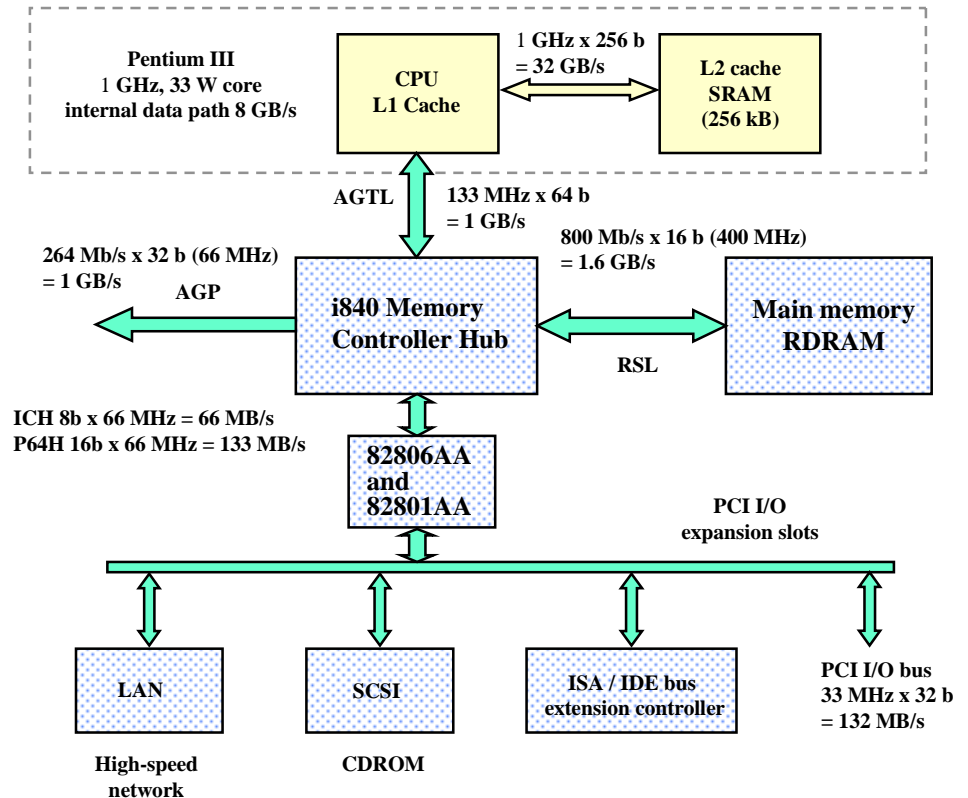 Pentium III
1 GHz, 33 W core
internal data path 8 GB/s
CPU
L1 Cache
1 GHz x 256 b
= 32 GB/s
L2 cache
SRAM
(256 kB)
AGTL
133 MHz x 64 b
= 1 GB/s
264 Mb/s x 32 b (66 MHz)
= 1 GB/s
AGP
800 Mb/s x 16 b (400 MHz)
= 1.6 GB/s
i840 Memory
Controller Hub
RSL
Main memory
RDRAM
ICH 8b x 66 MHz = 66 MB/s
P64H 16b x 66 MHz = 133 MB/s
82806AA
and
82801AA
PCI I/O
expansion slots
LAN
SCSI
ISA / IDE bus
extension controller
PCI I/O bus
33 MHz x 32 b
= 132 MB/s
High-speed
network
CDROM